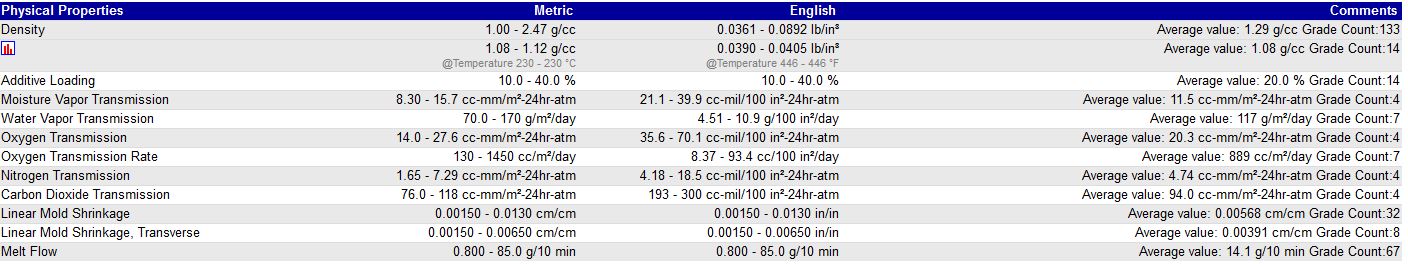 Physical Properties Metric English Comments
Density 1.00 - 2.47 g/cc 0.0361 - 0.0892 lb/in³ Average value: 1.29 g/cc Grade Count:133
1.08 - 1.12 g/cc 0.0390 - 0.0405 lb/in³ Average value: 1.08 g/cc Grade Count:14
@Temperature 230 - 230 °C @Temperature 446 - 446 °F
Additive Loading 10.0 - 40.0 % 10.0 - 40.0 % Average value: 20.0 % Grade Count:14
Moisture Vapor Transmission 8.30 - 15.7 cc-mm/m²-24hr-atm 21.1 - 39.9 cc-mil/100 in²-24hr-atm Average value: 11.5 cc-mm/m²-24hr-atm Grade Count:4
Water Vapor Transmission 70.0 - 170 g/m²/day 4.51 - 10.9 g/100 in²/day Average value: 117 g/m²/day Grade Count:7
Oxygen Transmission 14.0 - 27.6 cc-mm/m²-24hr-atm 35.6 - 70.1 cc-mil/100 in²-24hr-atm Average value: 20.3 cc-mm/m²-24hr-atm Grade Count:4
Oxygen Transmission Rate 130 - 1450 cc/m²/day 8.37 - 93.4 cc/100 in²/day Average value: 889 cc/m²/day Grade Count:7
Nitrogen Transmission 1.65 - 7.29 cc-mm/m²-24hr-atm 4.18 - 18.5 cc-mil/100 in²-24hr-atm Average value: 4.74 cc-mm/m²-24hr-atm Grade Count:4
Carbon Dioxide Transmission 76.0 - 118 cc-mm/m²-24hr-atm 193 - 300 cc-mil/100 in²-24hr-atm Average value: 94.0 cc-mm/m²-24hr-atm Grade Count:4
Linear Mold Shrinkage 0.00150 - 0.0130 cm/cm 0.00150 - 0.0130 in/in Average value: 0.00568 cm/cm Grade Count:32
Linear Mold Shrinkage, Transverse 0.00150 - 0.00650 cm/cm 0.00150 - 0.00650 in/in Average value: 0.00391 cm/cm Grade Count:8
Melt Flow 0.800 - 85.0 g/10 min 0.800 - 85.0 g/10 min Average value: 14.1 g/10 min Grade Count:67